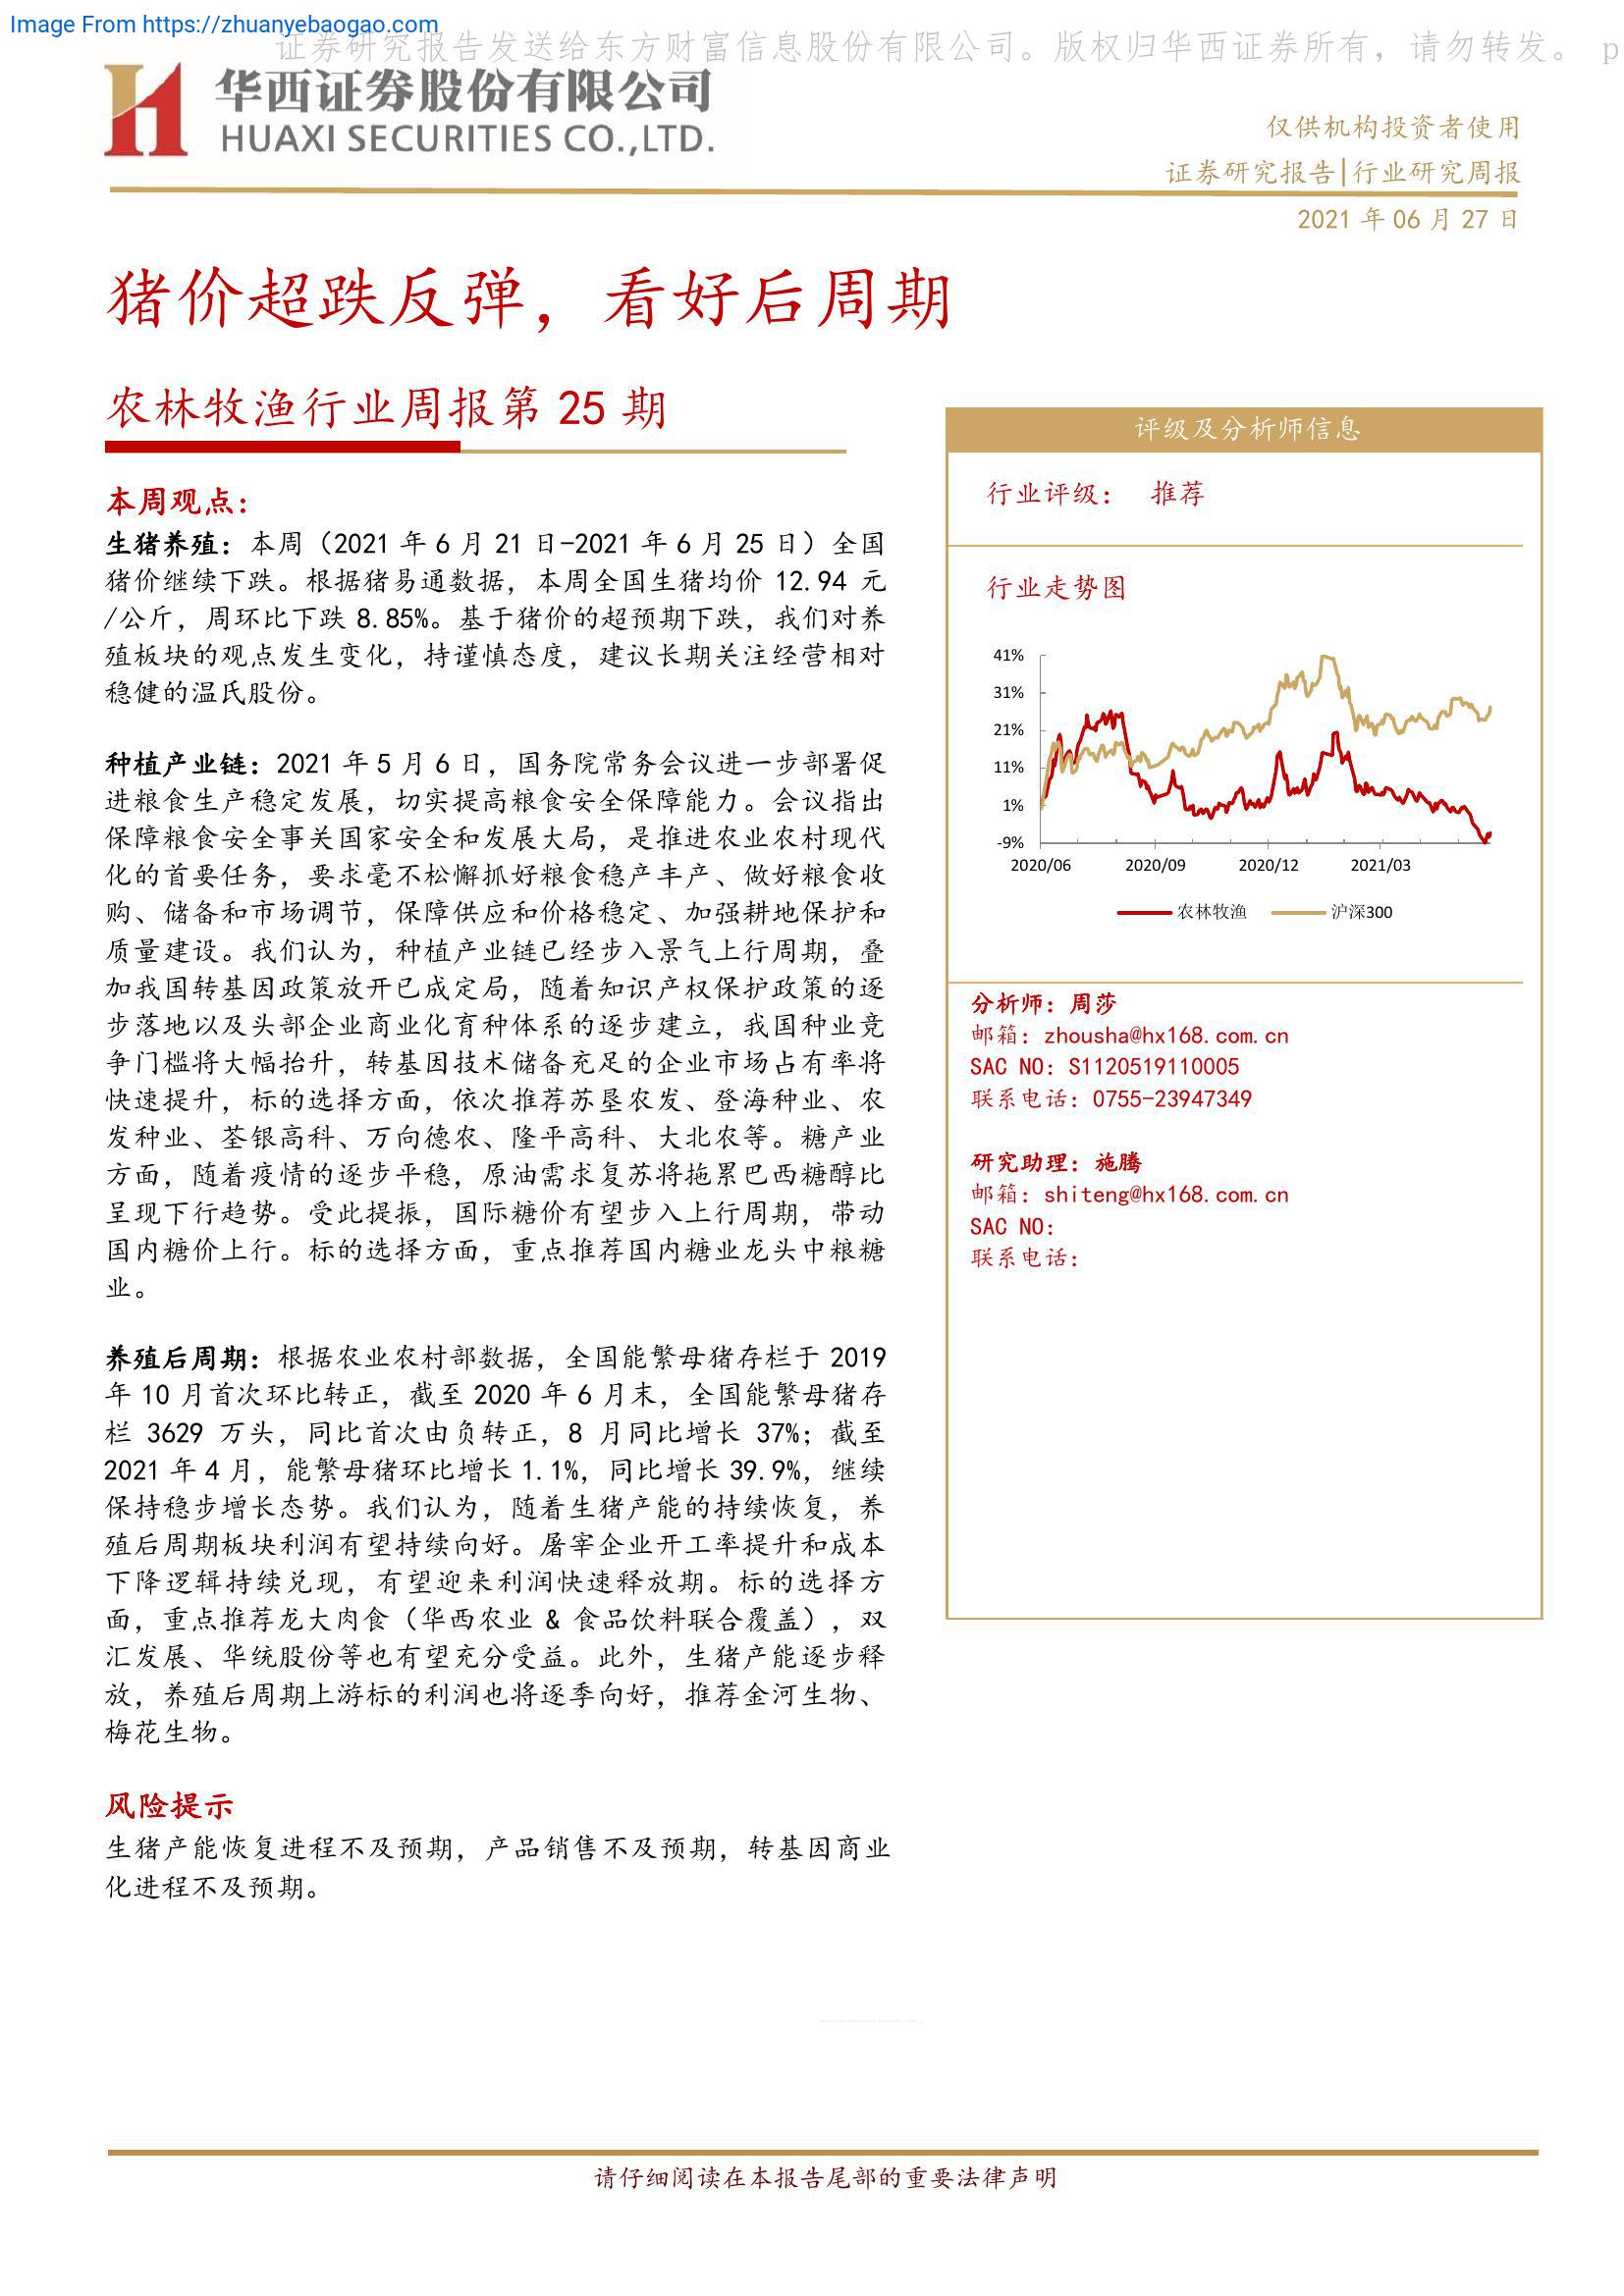 Image From https://zhuanyebaogao.com
证券研究报告发送给东方财富信息股份有限公司。版权归华西证券所有，请勿转发。 p
华西证券股份有限公司
HUAXI SECURITIES CO.,LTD.
仅供机构投资者使用
证券研究报告|行业研究周报
2021 年 06 月 27 日
猪价超跌反弹，看好后周期
农林牧渔行业周报第 25 期
本周观点：
生猪养殖：本周（2021 年 6 月 21 日-2021 年 6 月 25 日）全国
猪价继续下跌。根据猪易通数据，本周全国生猪均价 12.94 元
/公斤，周环比下跌 8.85%。基于猪价的超预期下跌，我们对养
殖板块的观点发生变化，持谨慎态度，建议长期关注经营相对
稳健的温氏股份。
种植产业链：2021 年 5 月 6 日，国务院常务会议进一步部署促
进粮食生产稳定发展，切实提高粮食安全保障能力。会议指出
保障粮食安全事关国家安全和发展大局，是推进农业农村现代
化的首要任务，要求毫不松懈抓好粮食稳产丰产、做好粮食收
购、储备和市场调节，保障供应和价格稳定、加强耕地保护和
质量建设。我们认为，种植产业链已经步入景气上行周期，叠
加我国转基因政策放开已成定局，随着知识产权保护政策的逐
步落地以及头部企业商业化育种体系的逐步建立，我国种业竞
争门槛将大幅抬升，转基因技术储备充足的企业市场占有率将
快速提升，标的选择方面，依次推荐苏垦农发、登海种业、农
发种业、荃银高科、万向德农、隆平高科、大北农等。糖产业
方面，随着疫情的逐步平稳，原油需求复苏将拖累巴西糖醇比
呈现下行趋势。受此提振，国际糖价有望步入上行周期，带动
国内糖价上行。标的选择方面，重点推荐国内糖业龙头中粮糖
业。
养殖后周期：根据农业农村部数据，全国能繁母猪存栏于 2019
年 10 月首次环比转正，截至 2020 年 6 月末，全国能繁母猪存
栏 3629 万头，同比首次由负转正，8 月同比增长 37%；截至
2021 年 4 月，能繁母猪环比增长 1.1%，同比增长 39.9%，继续
保持稳步增长态势。我们认为，随着生猪产能的持续恢复，养
殖后周期板块利润有望持续向好。屠宰企业开工率提升和成本
下降逻辑持续兑现，有望迎来利润快速释放期。标的选择方
面，重点推荐龙大肉食（华西农业 & 食品饮料联合覆盖），双
汇发展、华统股份等也有望充分受益。此外，生猪产能逐步释
放，养殖后周期上游标的利润也将逐季向好，推荐金河生物、
梅花生物。
风险提示
生猪产能恢复进程不及预期，产品销售不及预期，转基因商业
化进程不及预期。
评级及分析师信息
行业评级： 推荐
行业走势图
41%
31%
21%
11%
1%
-9%
2020/06 2020/09 2020/12 2021/03
农林牧渔 沪深300
分析师：周莎
邮箱：zhousha@hx168.com.cn
SAC NO：S1120519110005
联系电话：0755-23947349
研究助理：施腾
邮箱：shiteng@hx168.com.cn
SAC NO：
联系电话：
请仔细阅读在本报告尾部的重要法律声明